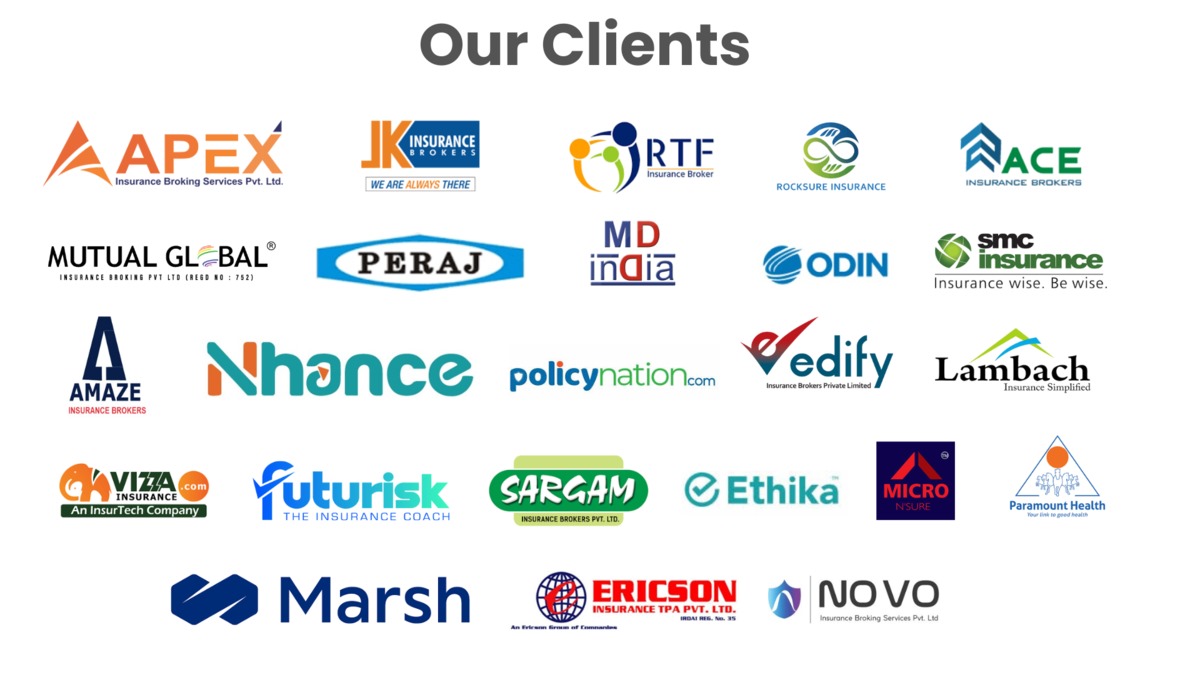 Our Clients
APEX
Insurance Broking Services Pvt. Ltd.
JK INSURANCE
BROKERS
WE ARE ALWAYS THERE
RTF
Insurance Broker
ROCKSURE INSURANCE
ACE
INSURANCE BROKERS
MUTUAL GLOBAL®
INSURANCE BROKING PVT LTD (REGD NO : 752)
PERAJ
MD
inDia
ODIN
smc
insurance
Insurance wise. Be wise.
AMAZE
INSURANCE BROKERS
Nhance
policynation.com
Vedify
Insurance Brokers Private Limited
Lambach
Insurance Simplified
VIZZA.com
INSURANCE
An InsurTech Company
futurisk
THE INSURANCE COACH
SARGAM
INSURANCE BROKERS PVT. LTD.
Ethika™
MICRO
N'SURE
Paramount Health
Your link to good health
Marsh
e ERICSON
INSURANCE TPA PVT. LTD.
IRDAI REG. No. 35
An Ericson Group of Companies
NOVO
Insurance Broking Services Pvt. Ltd